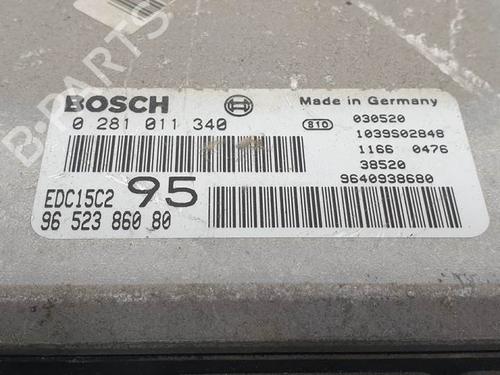 B-PARTS
BOSCH
Made in Germany
0 281 011 340
810
030520
1039S02848
1166 0476
38520
9640938680
EDC15C2 95
96 523 860 80